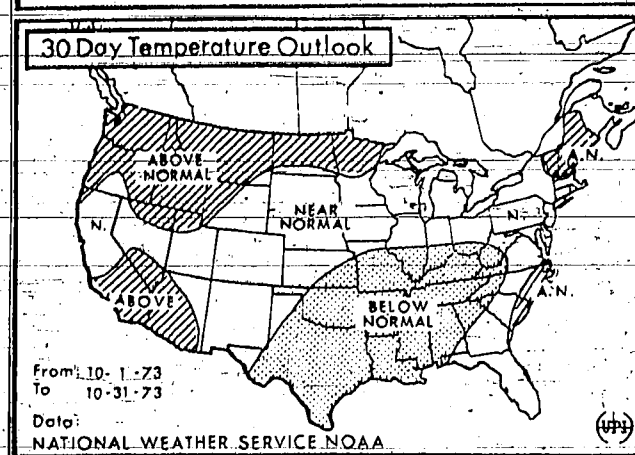 30 Day Temperature Outlook
ABOVE
NORMAL
A.N.
NEAR
NORMAL
N.
N.
ABOVE
BELOW
NORMAL
A.N.
From: 10-1-73
To 10-31-73
Data:
NATIONAL WEATHER SERVICE NOAA
UPI